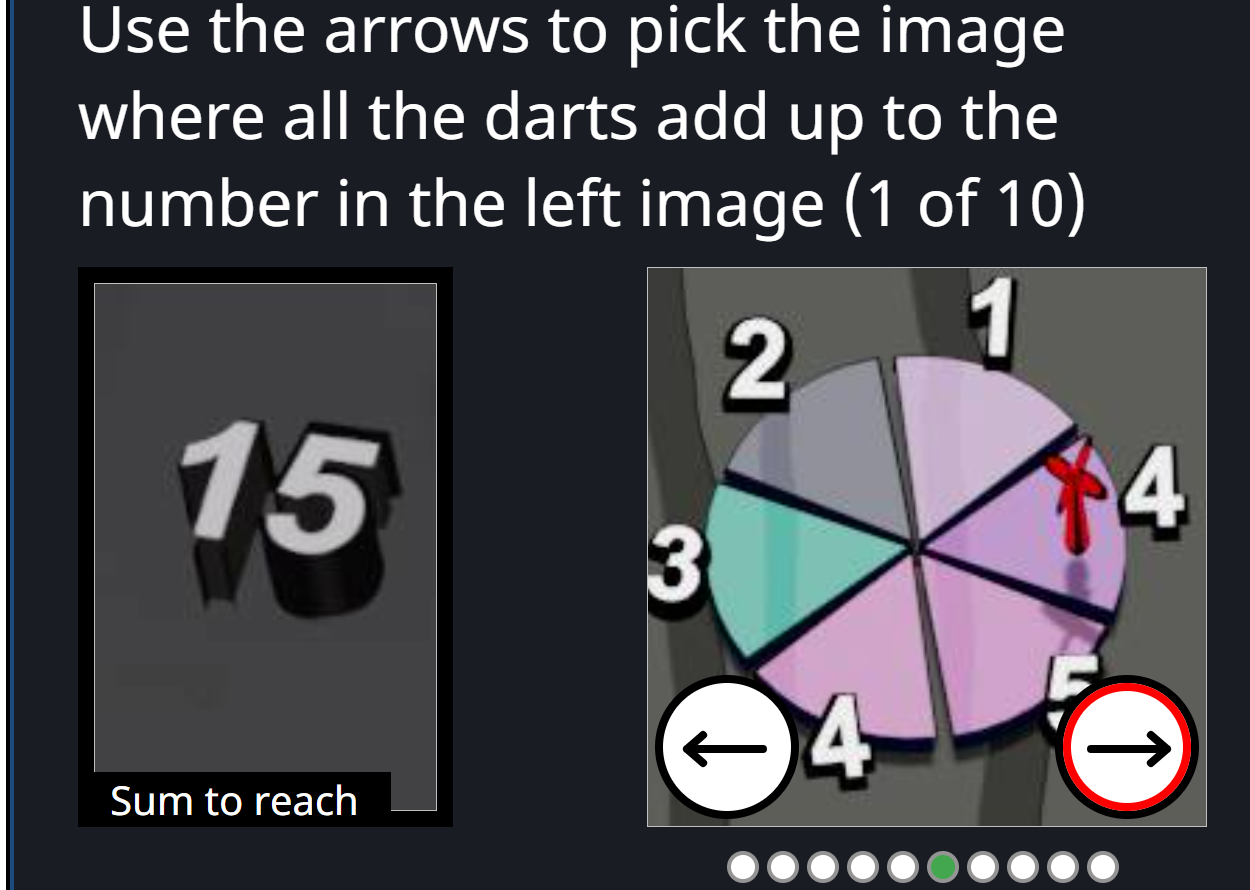 Use the arrows to pick the image
where all the darts add up to the
number in the left image (1 of 10)
15
Sum to reach
1
2
4
3
5
4